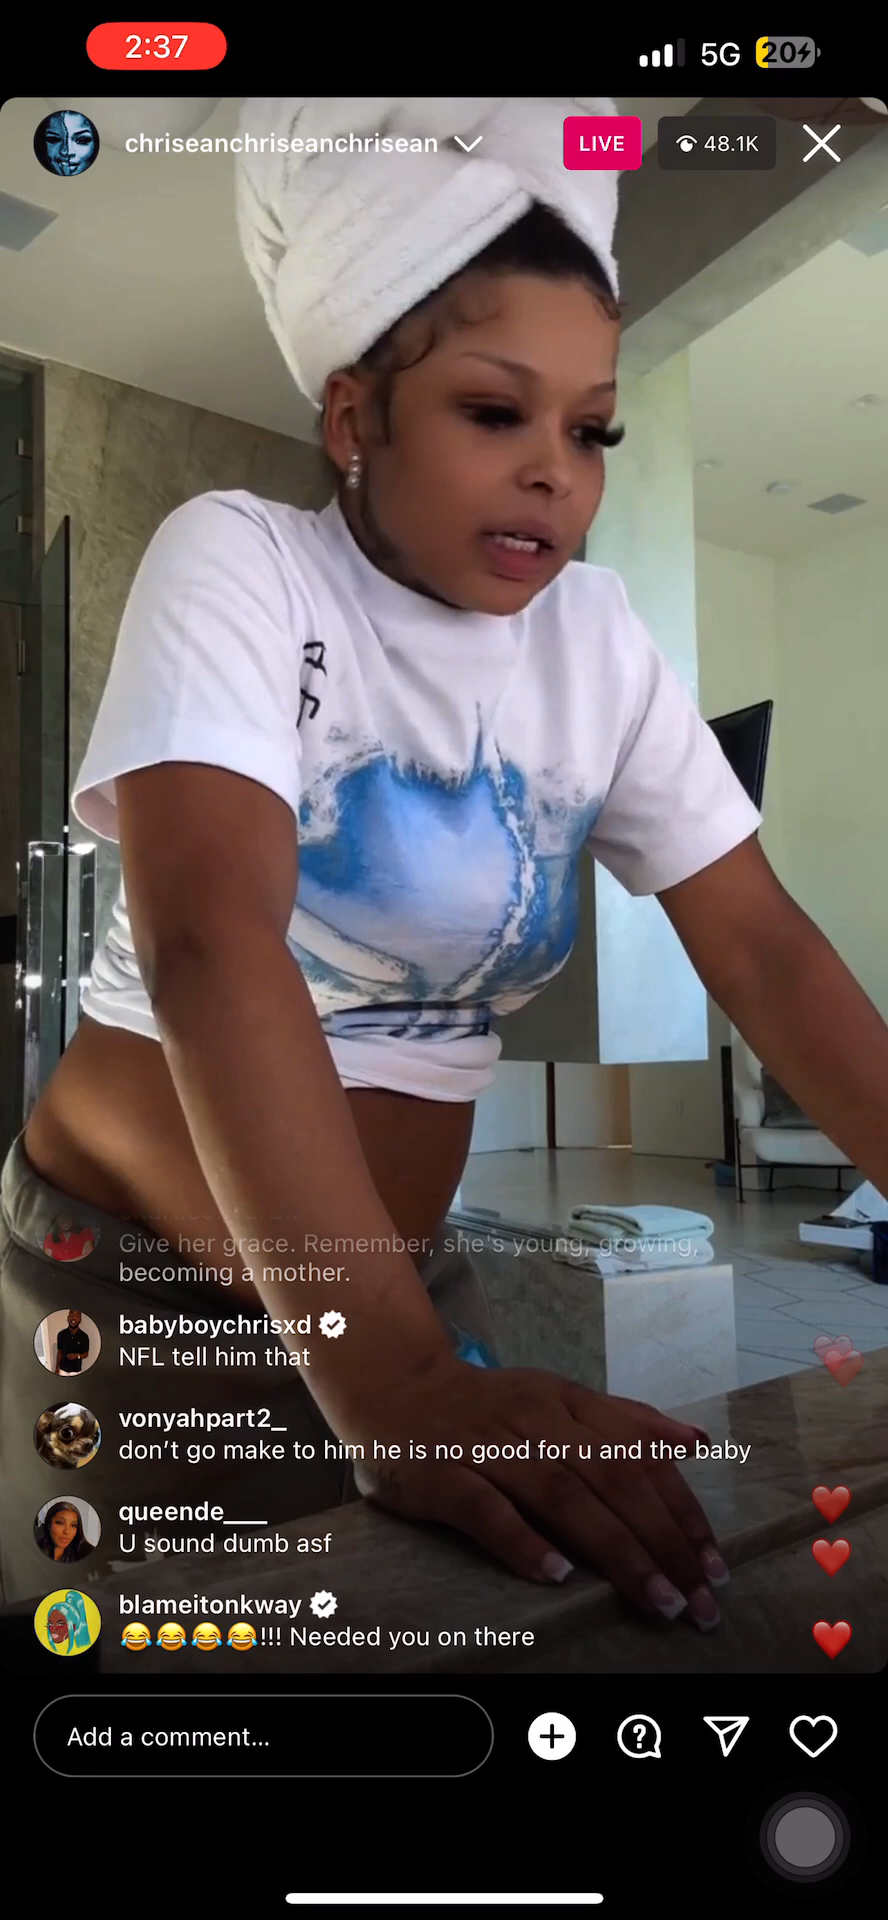 2:37
5G
20
chriseanchriseanchrisean
LIVE
48.1K
Give her grace. Remember, she's young, growing,
becoming a mother.
babyboychrisxd
NFL tell him that
vonyahpart2_
don’t go make to him he is no good for u and the baby
queende___
U sound dumb asf
blameitonkway
😂😂😂😂!!! Needed you on there
Add a comment...